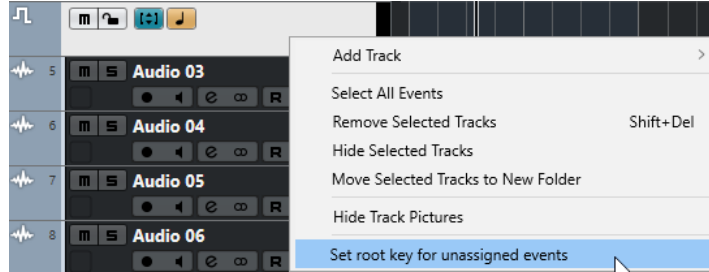 m
Add Track
5 m S Audio 03
e R
Select All Events
6 m S Audio 04
Remove Selected Tracks Shift+Del
e R
Hide Selected Tracks
7 m S Audio 05
Move Selected Tracks to New Folder
e R
Hide Track Pictures
8 m S Audio 06
Set root key for unassigned events
e R